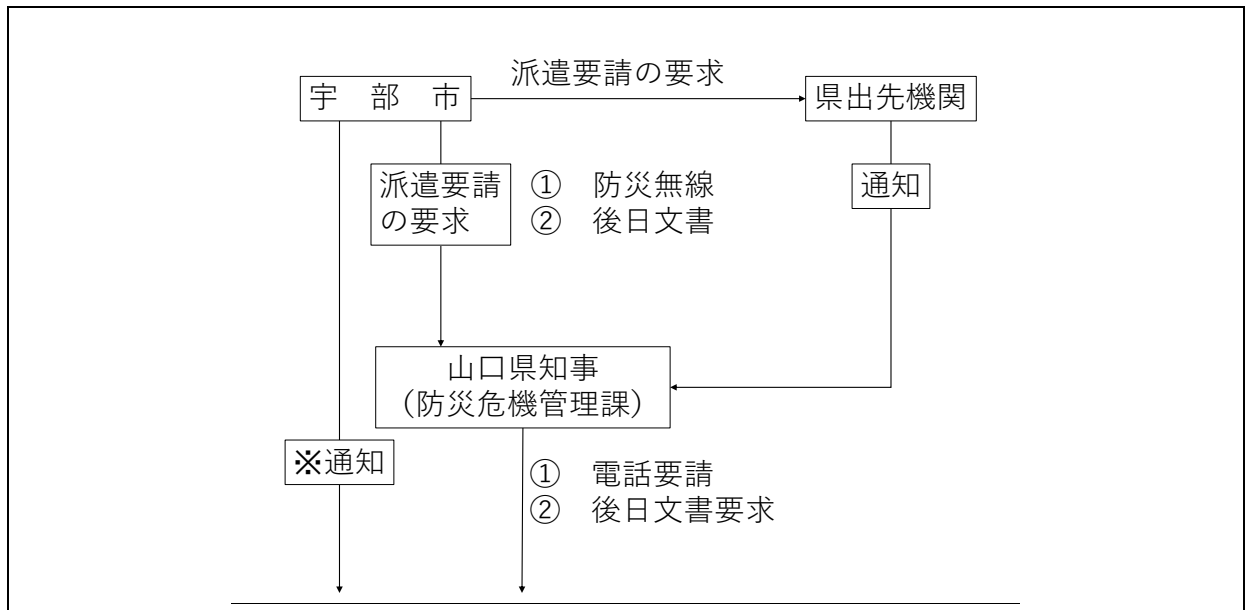 派遣要請の要求
宇　部　市
県出先機関
派遣要請
の要求
①　防災無線
②　後日文書
通知
山口県知事
（防災危機管理課）
※通知
①　電話要請
②　後日文書要求